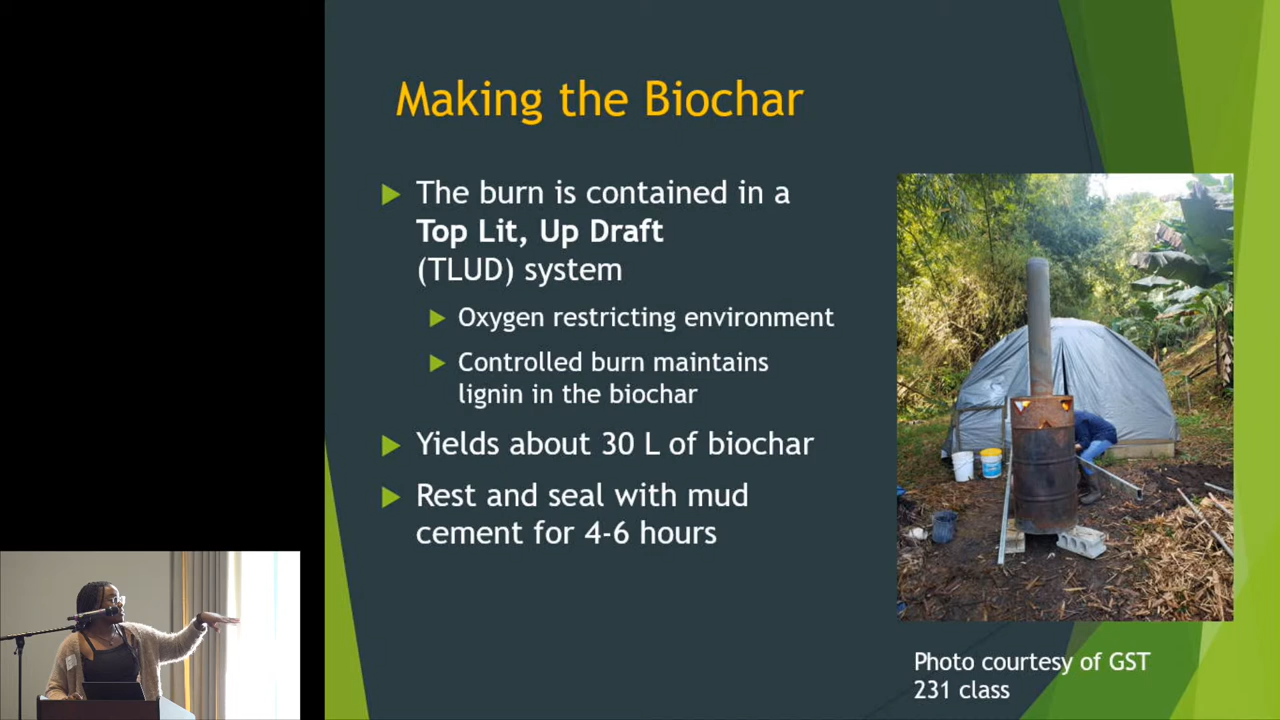 Making the Biochar
The burn is contained in a
Top Lit, Up Draft
(TLUD) system
Oxygen restricting environment
Controlled burn maintains
lignin in the biochar
Yields about 30 L of biochar
Rest and seal with mud
cement for 4-6 hours
Photo courtesy of GST
231 class